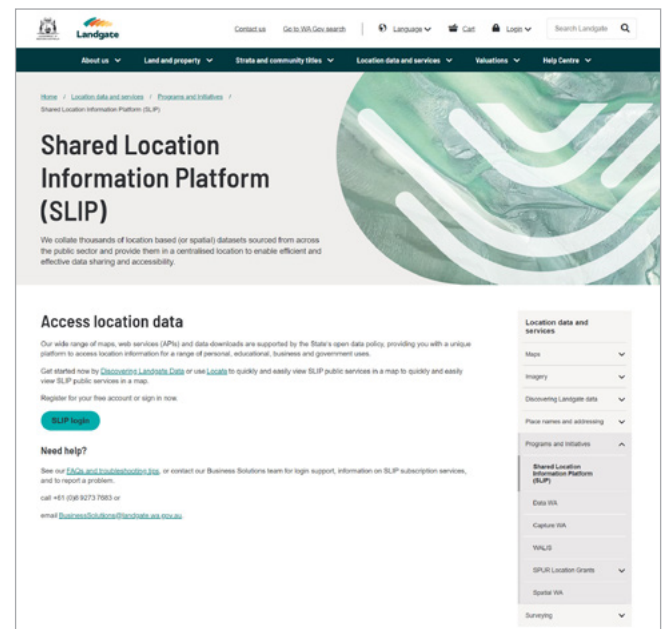 Landgate
Contact us
Go to WA Gov search
Language
Cart
Login
Search Landgate
About us
Land and property
Strata and community titles
Location data and services
Valuations
Help Centre
Home / Location data and services / Programs and Initiatives /
Shared Location Information Platform (SLIP)
Shared Location
Information Platform
(SLIP)
We collate thousands of location based (or spatial) datasets sourced from across
the public sector and provide them in a centralised location to enable efficient and
effective data sharing and accessibility.
Access location data
Our wide range of maps, web services (APIs) and data downloads are supported by the State's open data policy, providing you with a unique
platform to access location information for a range of personal, educational, business and government uses.
Get started now by Discovering Landgate Data or use Locate to quickly and easily view SLIP public services in a map to quickly and easily
view SLIP public services in a map.
Register for your free account or sign in now.
SLIP login
Need help?
See our FAQs and troubleshooting tips, or contact our Business Solutions team for login support, information on SLIP subscription services,
and to report a problem.
call +61 (0)8 9273 7683 or
email BusinessSolutions@landgate.wa.gov.au
Location data and
services
Maps
Imagery
Discovering Landgate data
Place names and addressing
Programs and Initiatives
Shared Location
Information Platform
(SLIP)
Data WA
Capture WA
WALIS
SPUR Location Grants
Spatial WA
Surveying